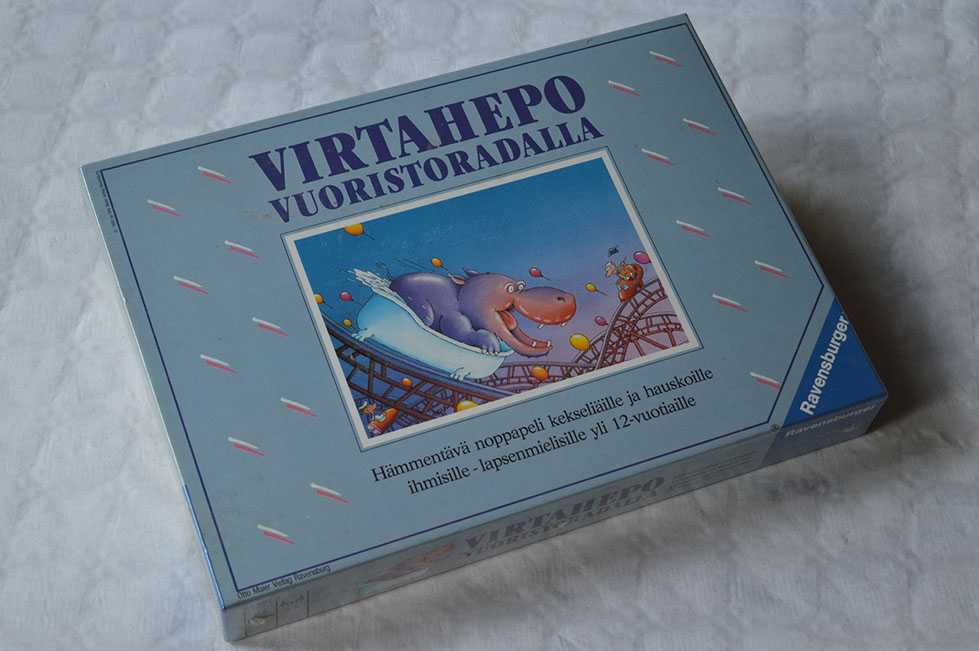 VIRTAHEPO
VUORISTORADALLA
Hämmentävä noppapeli kekseliäille ja hauskoille
ihmisille - lapsenmielisille yli 12-vuotiaille
Ravensburger
Ravensburger
VIRTAHEPO
VUORISTORADALLA
Otto Maier Verlag Ravensburg